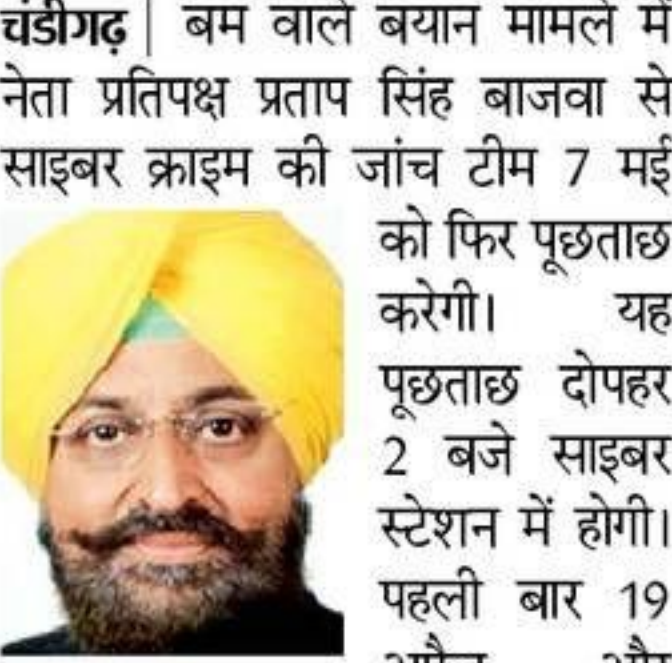 चंडीगढ़| बम वाले बयान मामले में
नेता प्रतिपक्ष प्रताप सिंह बाजवा से
साइबर क्राइम की जांच टीम 7 मई
को फिर पूछताछ
करेगी। यह
पूछताछ दोपहर
2 बजे साइबर
स्टेशन में होगी।
पहली बार 19